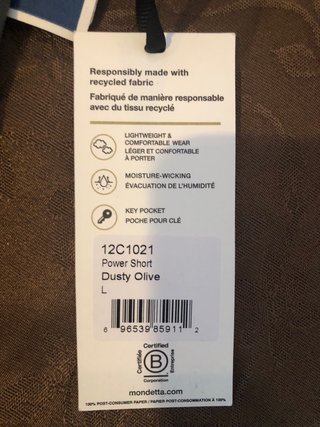 Responsibly made with
recycled fabric
Fabriqué de manière responsable
avec du tissu recyclé
LIGHTWEIGHT &
COMFORTABLE WEAR
LÉGER ET CONFORTABLE
À PORTER
MOISTURE-WICKING
ÉVACUATION DE L'HUMIDITÉ
KEY POCKET
POCHE POUR CLÉ
12C1021
Power Short
Dusty Olive
L
6 96539 85911 2
Certified
Certifiée
B
Entreprise
Corporation
mondetta.com
100% POST-CONSUMER PAPER / PAPIER POST-CONSOMMATION À 100%